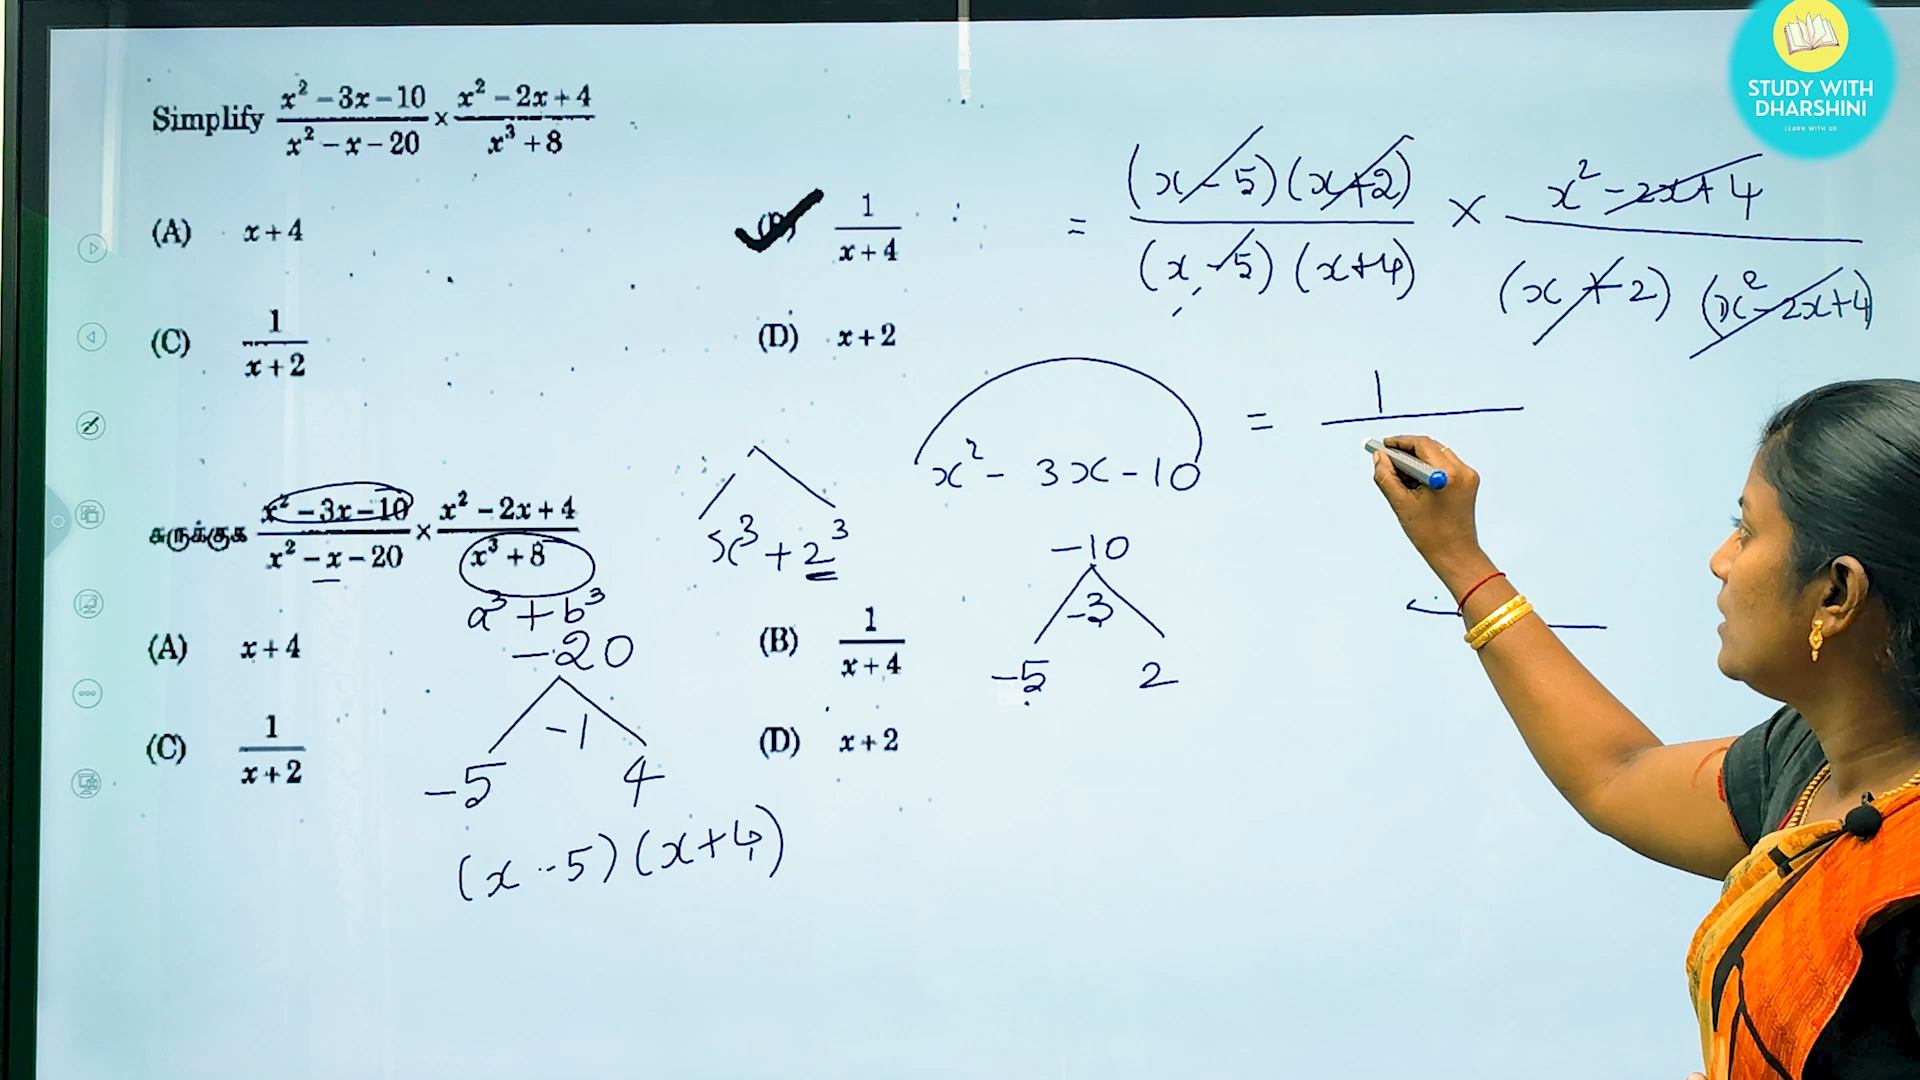 STUDY WITH
DHARSHINI
LEARN WITH US
Simplify (x² − 3x − 10)/(x² − x − 20) × (x² − 2x + 4)/(x³ + 8)
(A) x + 4
(B) 1/(x + 4)
(C) 1/(x + 2)
(D) x + 2
= (x − 5)(x + 2)/(x − 5)(x + 4) × x² − 2x + 4/(x + 2)(x² − 2x + 4)
= 1
x² − 3x − 10
−10
−3
−5 2
x³ + 2³
சுருக்குக (x² − 3x − 10)/(x² − x − 20) × (x² − 2x + 4)/(x³ + 8)
a³ + b³
(A) x + 4
(B) 1/(x + 4)
(C) 1/(x + 2)
(D) x + 2
−20
−1
−5 4
(x − 5)(x + 4)